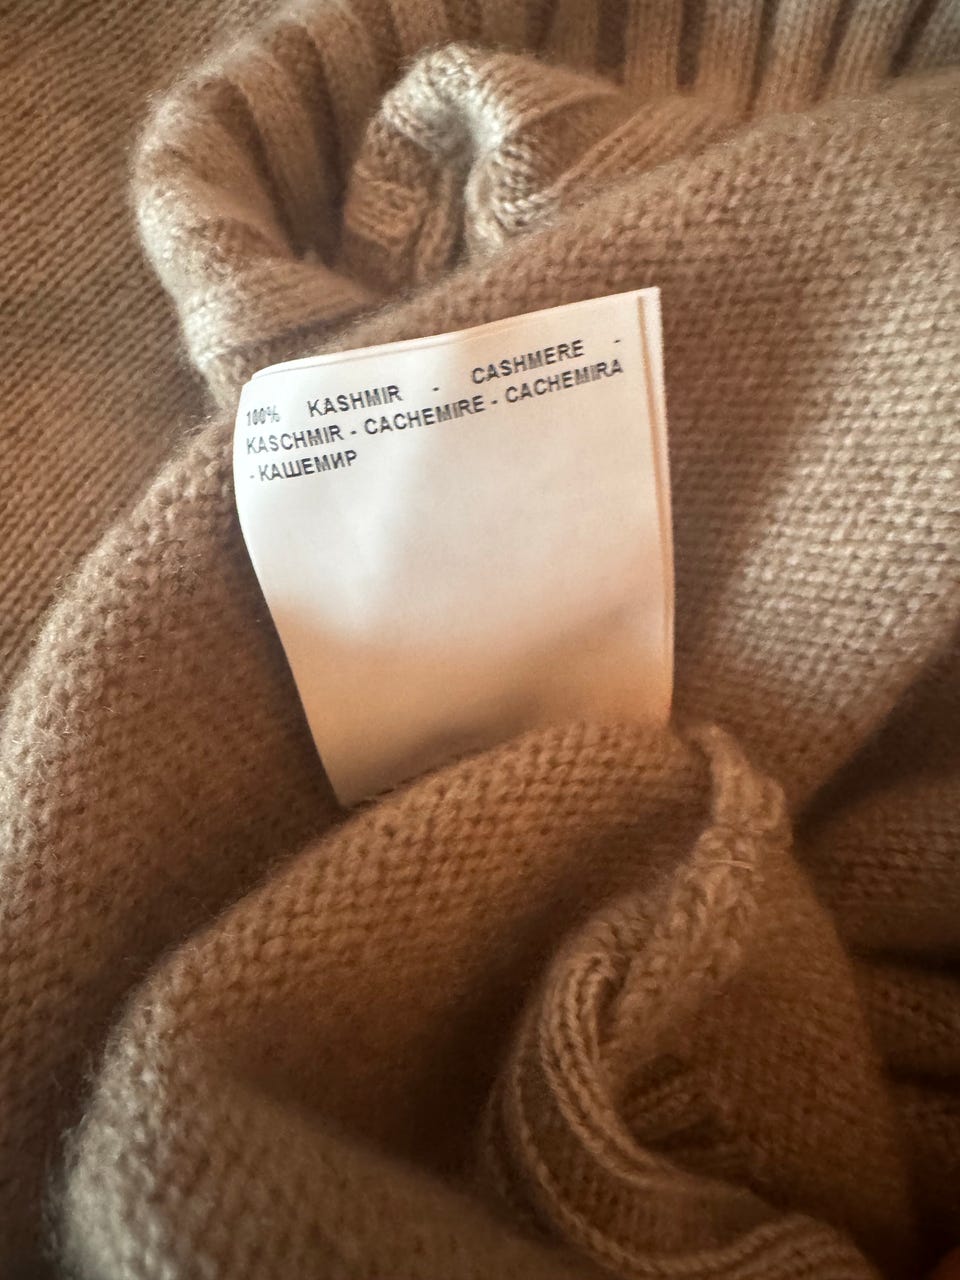 100% KASHMIR - CASHMERE -
KASCHMIR - CACHEMIRE - CACHEMIRA
- КАШЕМИР